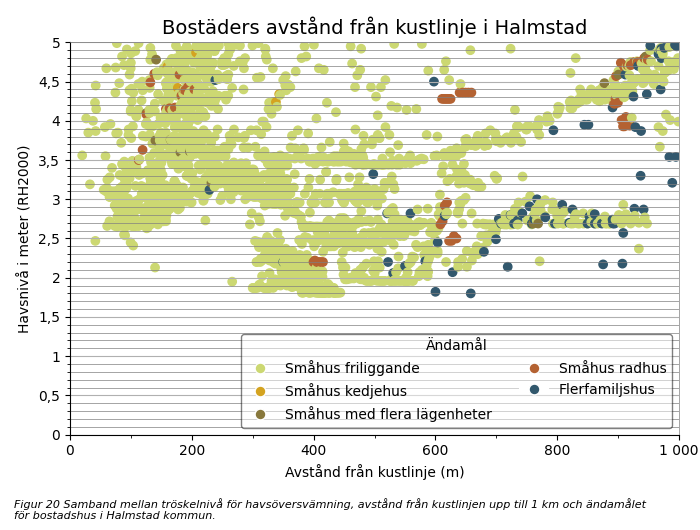 Bostäders avstånd från kustlinje i Halmstad
Havsnivå i meter (RH2000)
5
4,5
4
3,5
3
2,5
2
1,5
1
0,5
0
0
200
400
600
800
1 000
Avstånd från kustlinje (m)
Ändamål
Småhus friliggande
Småhus kedjehus
Småhus med flera lägenheter
Småhus radhus
Flerfamiljshus
Figur 20 Samband mellan tröskelnivå för havsöversvämning, avstånd från kustlinjen upp till 1 km och ändamålet
för bostadshus i Halmstad kommun.